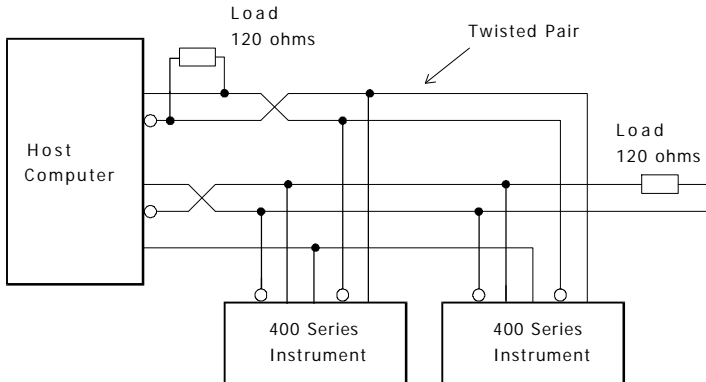 Load
120 ohms
Twisted Pair
Load
120 ohms
Host
Computer
400 Series
Instrument
400 Series
Instrument